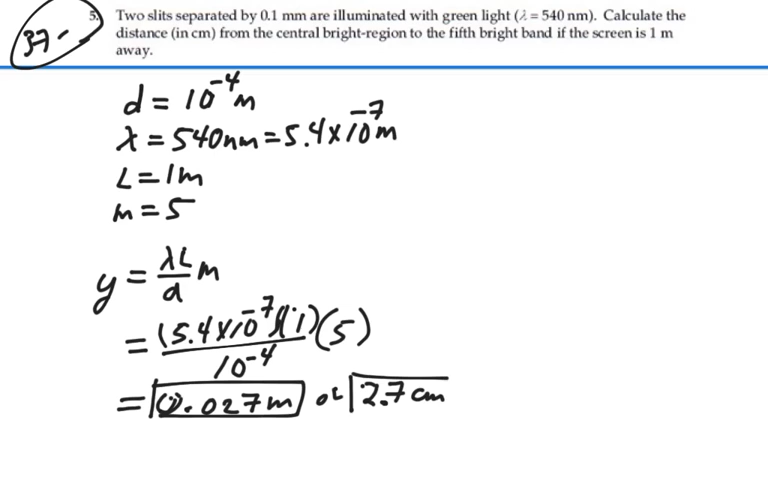 37-
5. Two slits separated by 0.1 mm are illuminated with green light (λ = 540 nm). Calculate the
distance (in cm) from the central bright-region to the fifth bright band if the screen is 1 m
away.
d = 10⁻⁴ m
λ = 540nm = 5.4 x 10⁻⁷ m
L = 1m
m = 5
y = λL/d m
= (5.4 x 10⁻⁷)(1)/10⁻⁴ (5)
= 0.027 m or 2.7 cm